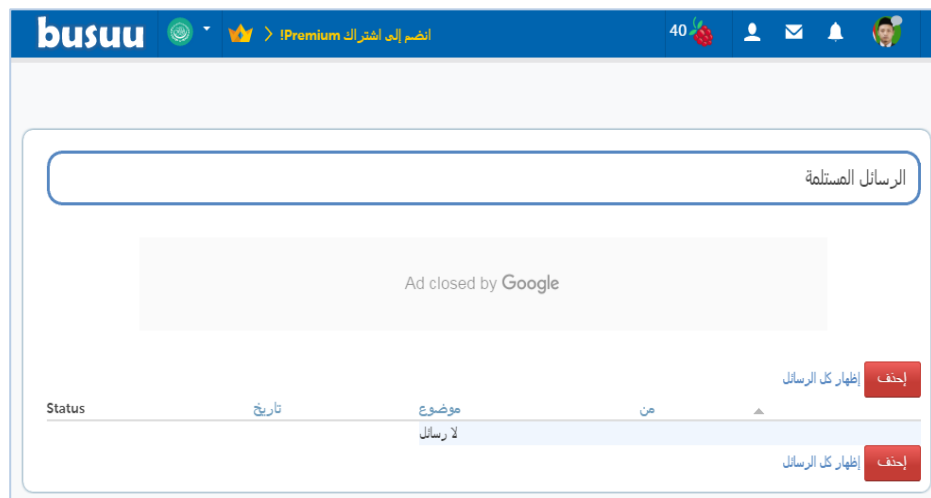 busuu
انضم إلى اشتراك Premium! >
40
الرسائل المستلمة
Ad closed by Google
إحذف إظهار كل الرسائل
من موضوع تاريخ Status
لا رسائل
إحذف إظهار كل الرسائل